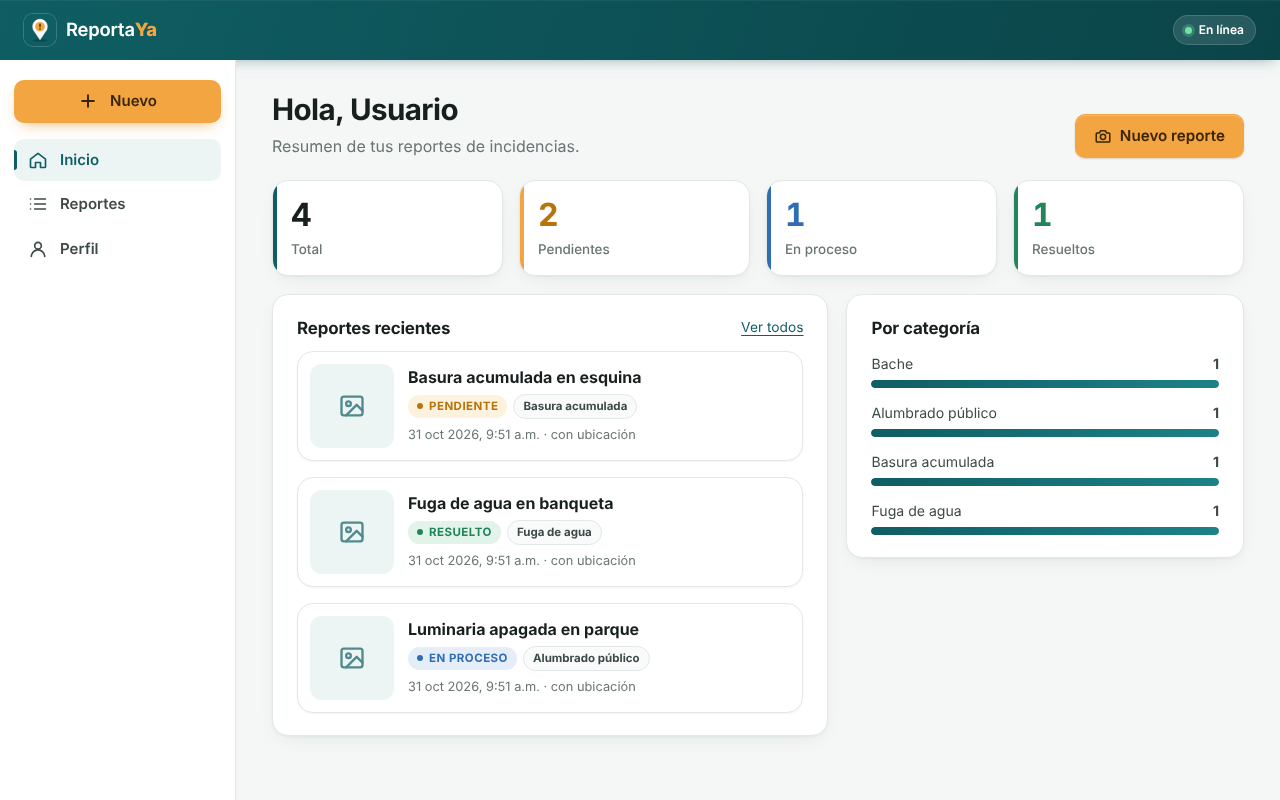 ReportaYa
En línea
Nuevo
Inicio
Reportes
Perfil
Hola, Usuario
Resumen de tus reportes de incidencias.
Nuevo reporte
4
Total
2
Pendientes
1
En proceso
1
Resueltos
Reportes recientes
Ver todos
Basura acumulada en esquina
PENDIENTE
Basura acumulada
31 oct 2026, 9:51 a.m. · con ubicación
Fuga de agua en banqueta
RESUELTO
Fuga de agua
31 oct 2026, 9:51 a.m. · con ubicación
Luminaria apagada en parque
EN PROCESO
Alumbrado público
31 oct 2026, 9:51 a.m. · con ubicación
Por categoría
Bache 1
Alumbrado público 1
Basura acumulada 1
Fuga de agua 1